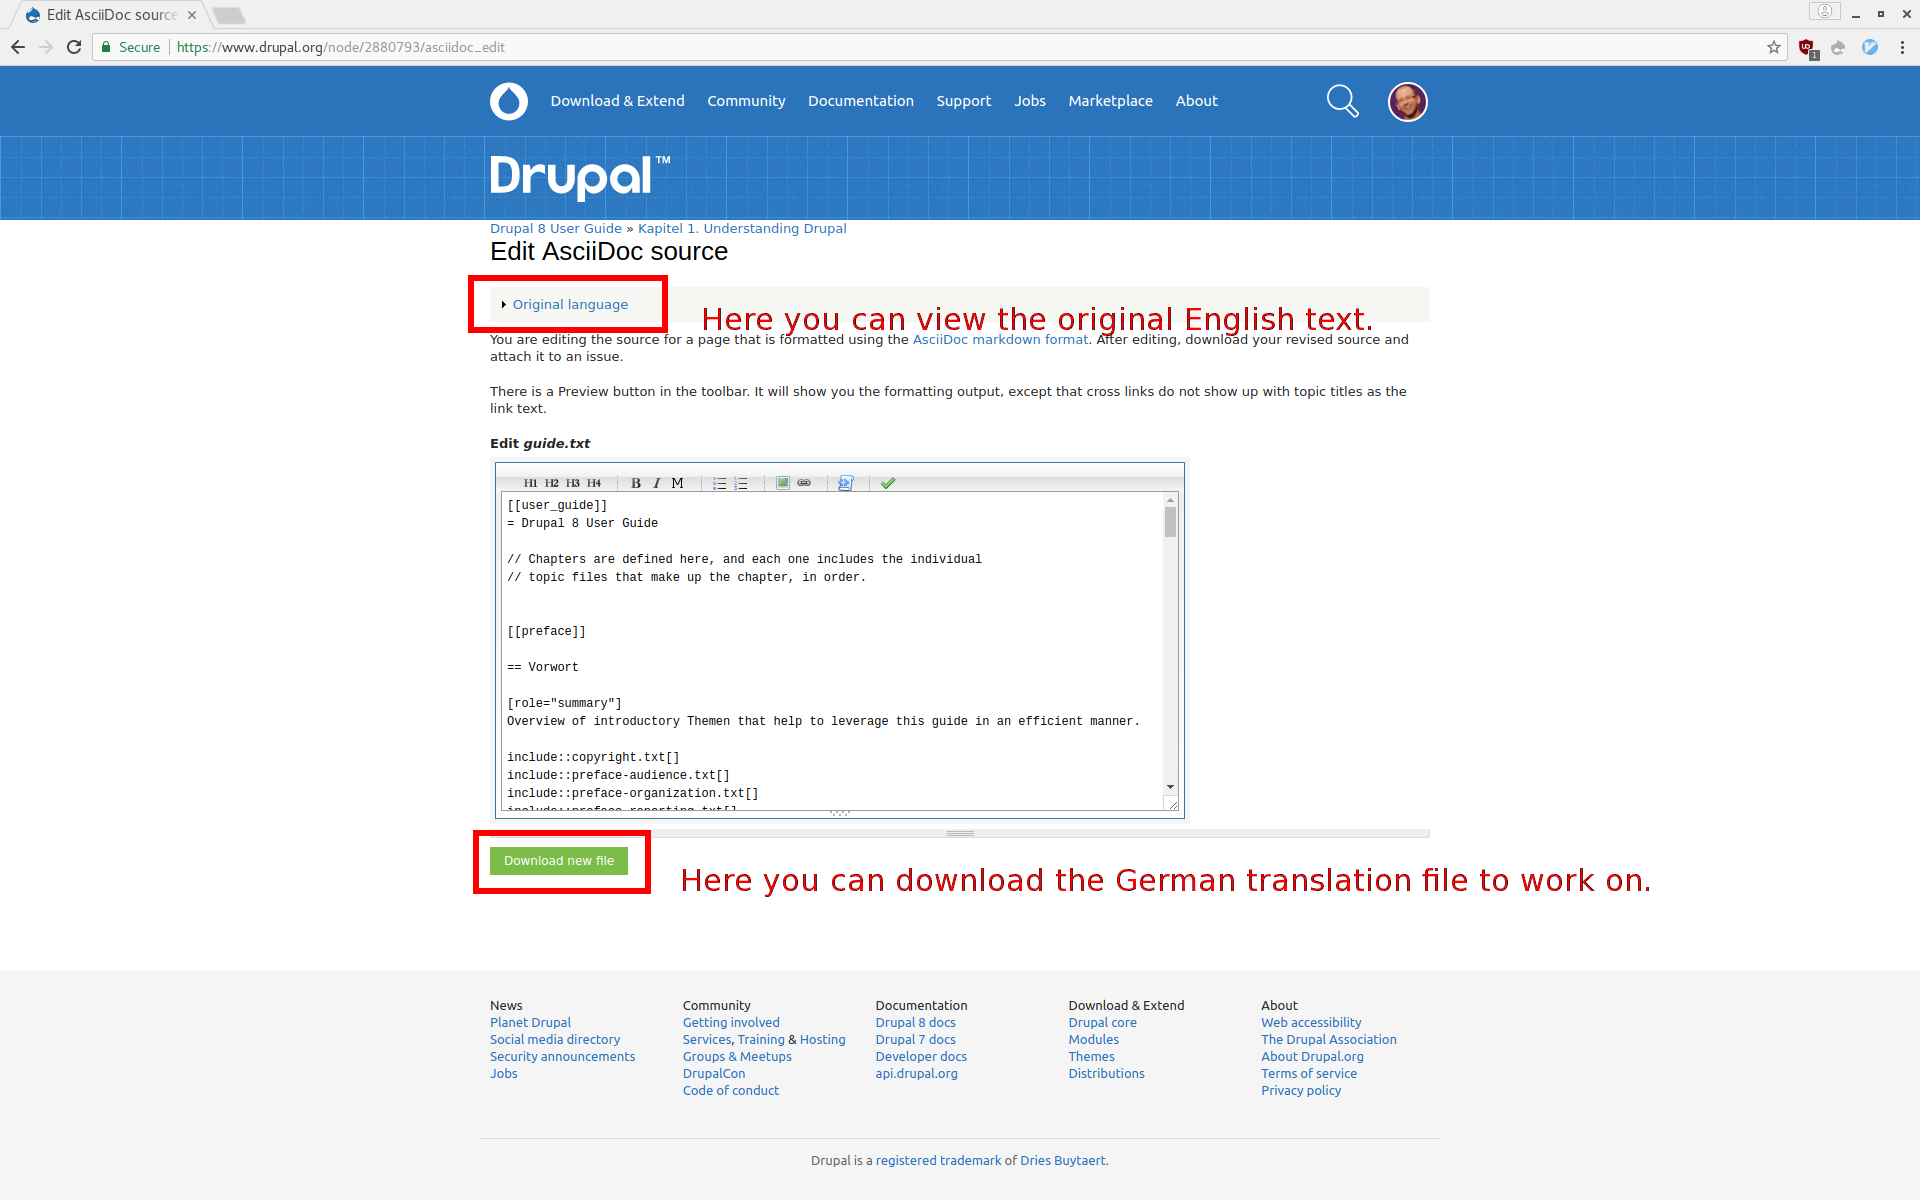 Edit AsciiDoc source
Secure https://www.drupal.org/node/2880793/asciidoc_edit
1
Download & Extend Community Documentation Support Jobs Marketplace About
Drupal™
Drupal 8 User Guide » Kapitel 1. Understanding Drupal
Edit AsciiDoc source
Original language
Here you can view the original English text.
You are editing the source for a page that is formatted using the AsciiDoc markdown format. After editing, download your revised source and
attach it to an issue.
There is a Preview button in the toolbar. It will show you the formatting output, except that cross links do not show up with topic titles as the
link text.
Edit guide.txt
H1 H2 H3 H4 B I M
[[user_guide]]
= Drupal 8 User Guide
// Chapters are defined here, and each one includes the individual
// topic files that make up the chapter, in order.
[[preface]]
== Vorwort
[role="summary"]
Overview of introductory Themen that help to leverage this guide in an efficient manner.
include::copyright.txt[]
include::preface-audience.txt[]
include::preface-organization.txt[]
include::preface-reporting.txt[]
Download new file
Here you can download the German translation file to work on.
News
Planet Drupal
Social media directory
Security announcements
Jobs
Community
Getting involved
Services, Training & Hosting
Groups & Meetups
DrupalCon
Code of conduct
Documentation
Drupal 8 docs
Drupal 7 docs
Developer docs
api.drupal.org
Download & Extend
Drupal core
Modules
Themes
Distributions
About
Web accessibility
The Drupal Association
About Drupal.org
Terms of service
Privacy policy
Drupal is a registered trademark of Dries Buytaert.